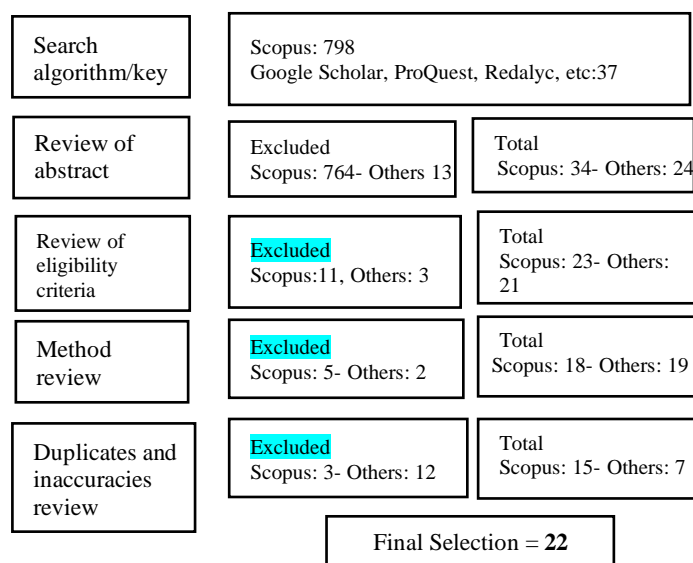 Search
algorithm/key
Scopus: 798
Google Scholar, ProQuest, Redalyc, etc:37
Review of
abstract
Excluded
Scopus: 764- Others 13
Total
Scopus: 34- Others: 24
Review of
eligibility
criteria
Excluded
Scopus:11, Others: 3
Total
Scopus: 23- Others:
21
Method
review
Excluded
Scopus: 5- Others: 2
Total
Scopus: 18- Others: 19
Duplicates and
inaccuracies
review
Excluded
Scopus: 3- Others: 12
Total
Scopus: 15- Others: 7
Final Selection = 22